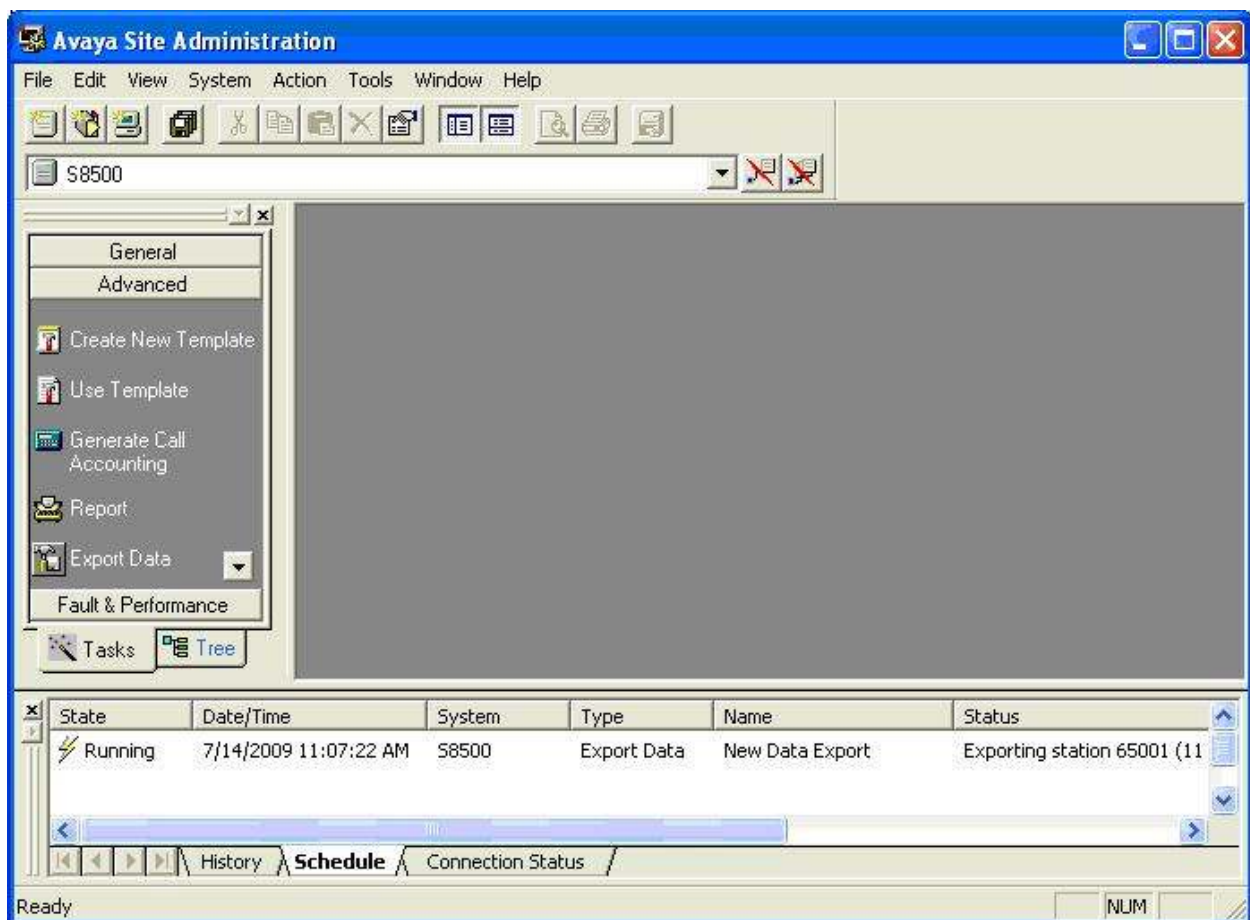 Avaya Site Administration
File Edit View System Action Tools Window Help
S8500
General
Advanced
Create New Template
Use Template
Generate Call
Accounting
Report
Export Data
Fault & Performance
Tasks Tree
State Date/Time System Type Name Status
Running 7/14/2009 11:07:22 AM S8500 Export Data New Data Export Exporting station 65001 (11
History Schedule Connection Status
Ready NUM